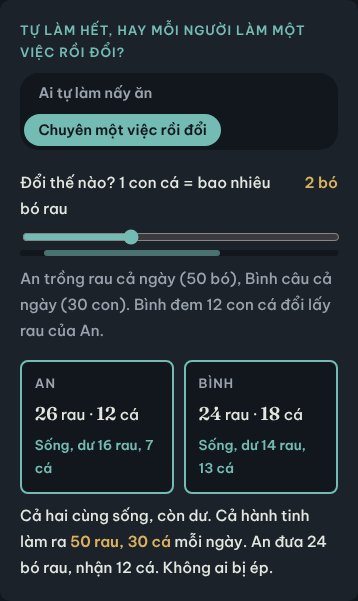 TỰ LÀM HẾT, HAY MỖI NGƯỜI LÀM MỘT
VIỆC RỒI ĐỔI?
Ai tự làm nấy ăn
Chuyên một việc rồi đổi
Đổi thế nào? 1 con cá = bao nhiêu 2 bó
bó rau
An trồng rau cả ngày (50 bó), Bình câu cả
ngày (30 con). Bình đem 12 con cá đổi lấy
rau của An.
AN
26 rau · 12 cá
Sống, dư 16 rau, 7
cá
BÌNH
24 rau · 18 cá
Sống, dư 14 rau,
13 cá
Cả hai cùng sống, còn dư. Cả hành tinh
làm ra 50 rau, 30 cá mỗi ngày. An đưa 24
bó rau, nhận 12 cá. Không ai bị ép.